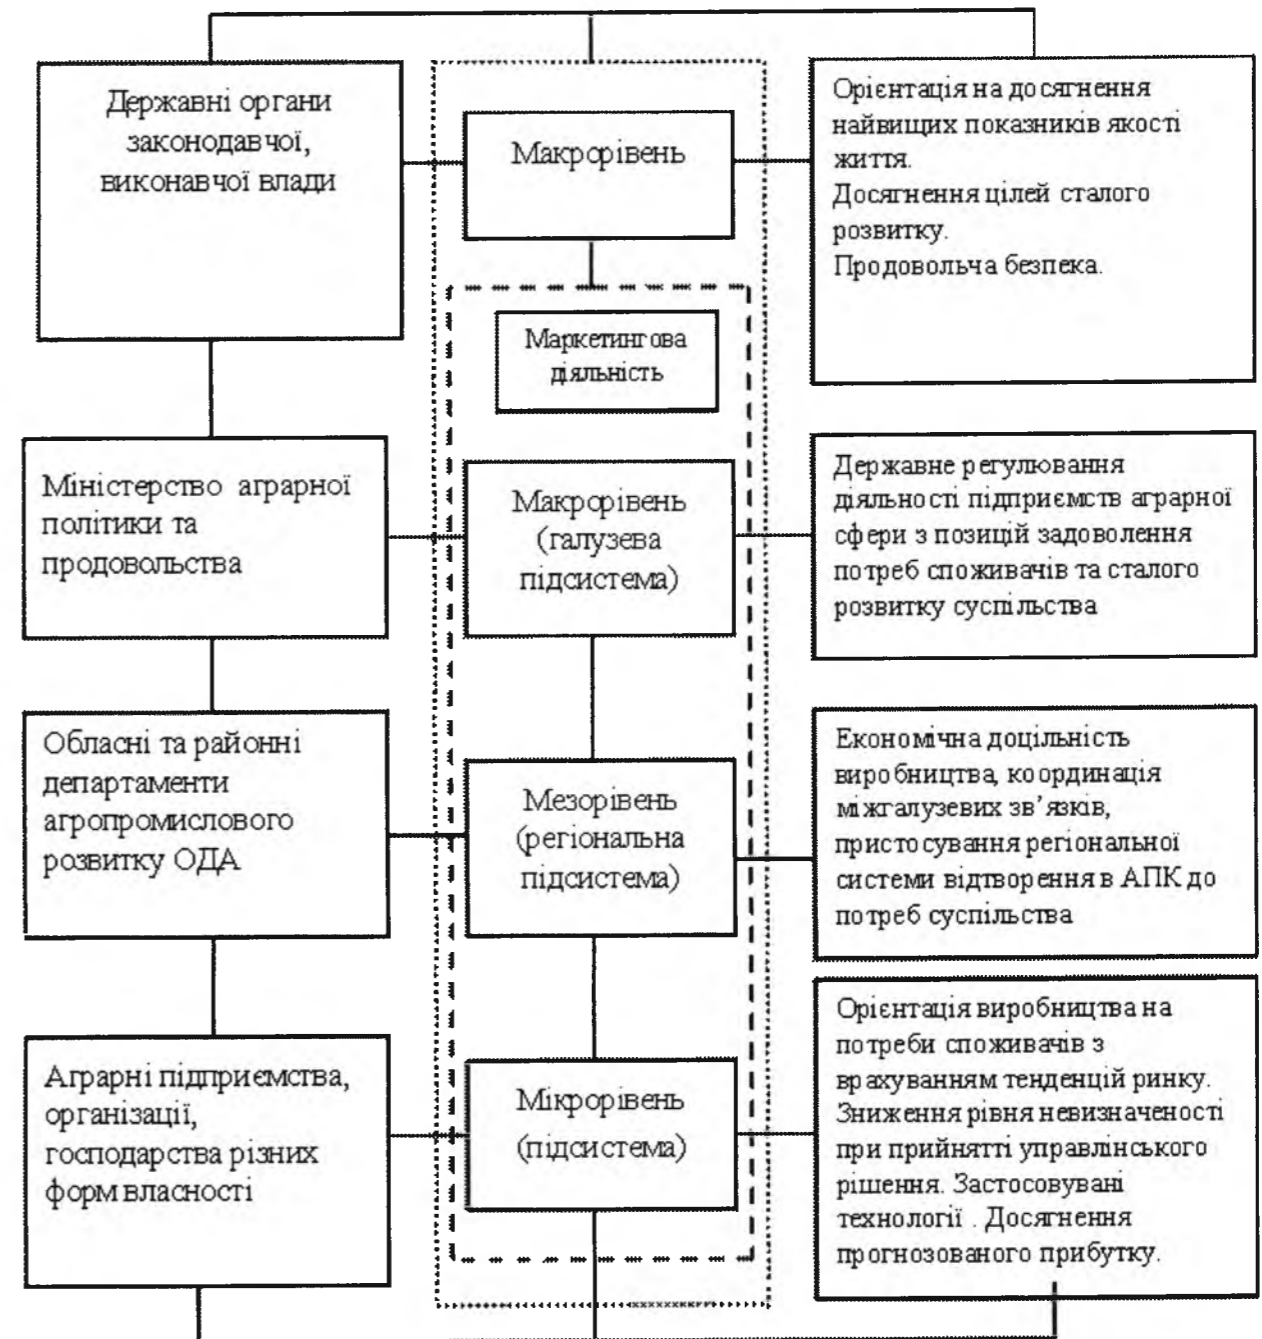 Державні органи
законодавчої,
виконавчої влади
Макрорівень
Орієнтація на досягнення
найвищих показників якості
життя.
Досягнення цілей сталого
розвитку.
Продовольча безпека.
Маркетингова
діяльність
Міністерство аграрної
політики та
продовольства
Макрорівень
(галузева
підсистема)
Державне регулювання
діяльності підприємств аграрної
сфери з позицій задоволення
потреб споживачів та сталого
розвитку суспільства
Обласні та районні
департаменти
агропромислового
розвитку ОДА
Мезорівень
(регіональна
підсистема)
Економічна доцільність
виробництва, координація
міжгалузевих зв’язків,
пристосування регіональної
системи відтворення в АПК до
потреб суспільства
Аграрні підприємства,
організації,
господарства різних
форм власності
Мікрорівень
(підсистема)
Орієнтація виробництва на
потреби споживачів з
врахуванням тенденцій ринку.
Зниження рівня невизначеності
при прийнятті управлінського
рішення. Застосовувані
технології . Досягнення
прогнозованого прибутку.